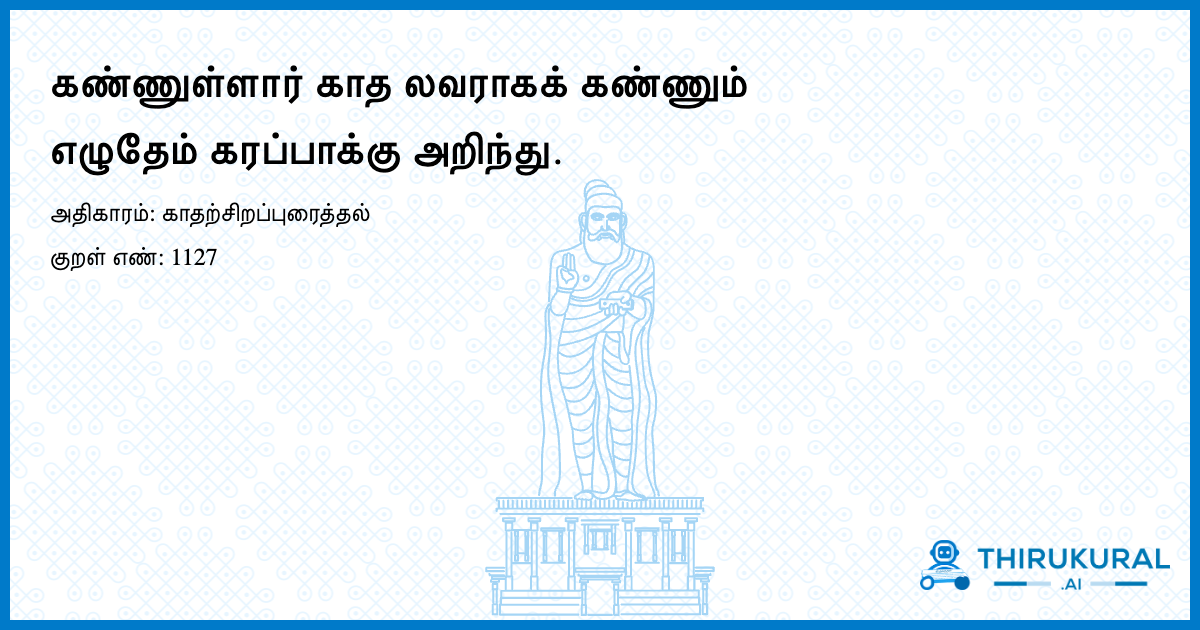 கண்ணுள்ளார் காத லவராகக் கண்ணும்
எழுதேம் கரப்பாக்கு அறிந்து.
அதிகாரம்: காதற்சிறப்புரைத்தல்
குறள் எண்: 1127
THIRUKURAL
.AI